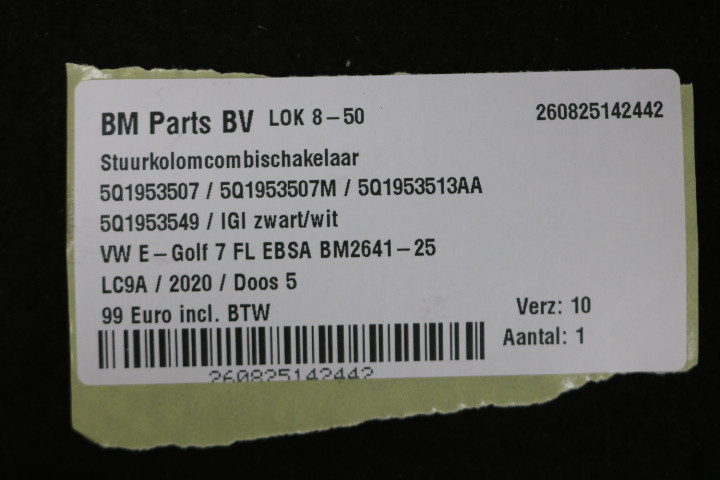 BM Parts BV LOK 8-50 260825142442
Stuurkolomcombischakelaar
5Q1953507 / 5Q1953507M / 5Q1953513AA
5Q1953549 / IGI zwart/wit
VW E-Golf 7 FL EBSA BM2641-25
LC9A / 2020 / Doos 5
99 Euro incl. BTW
Verz: 10
Aantal: 1
260825142442